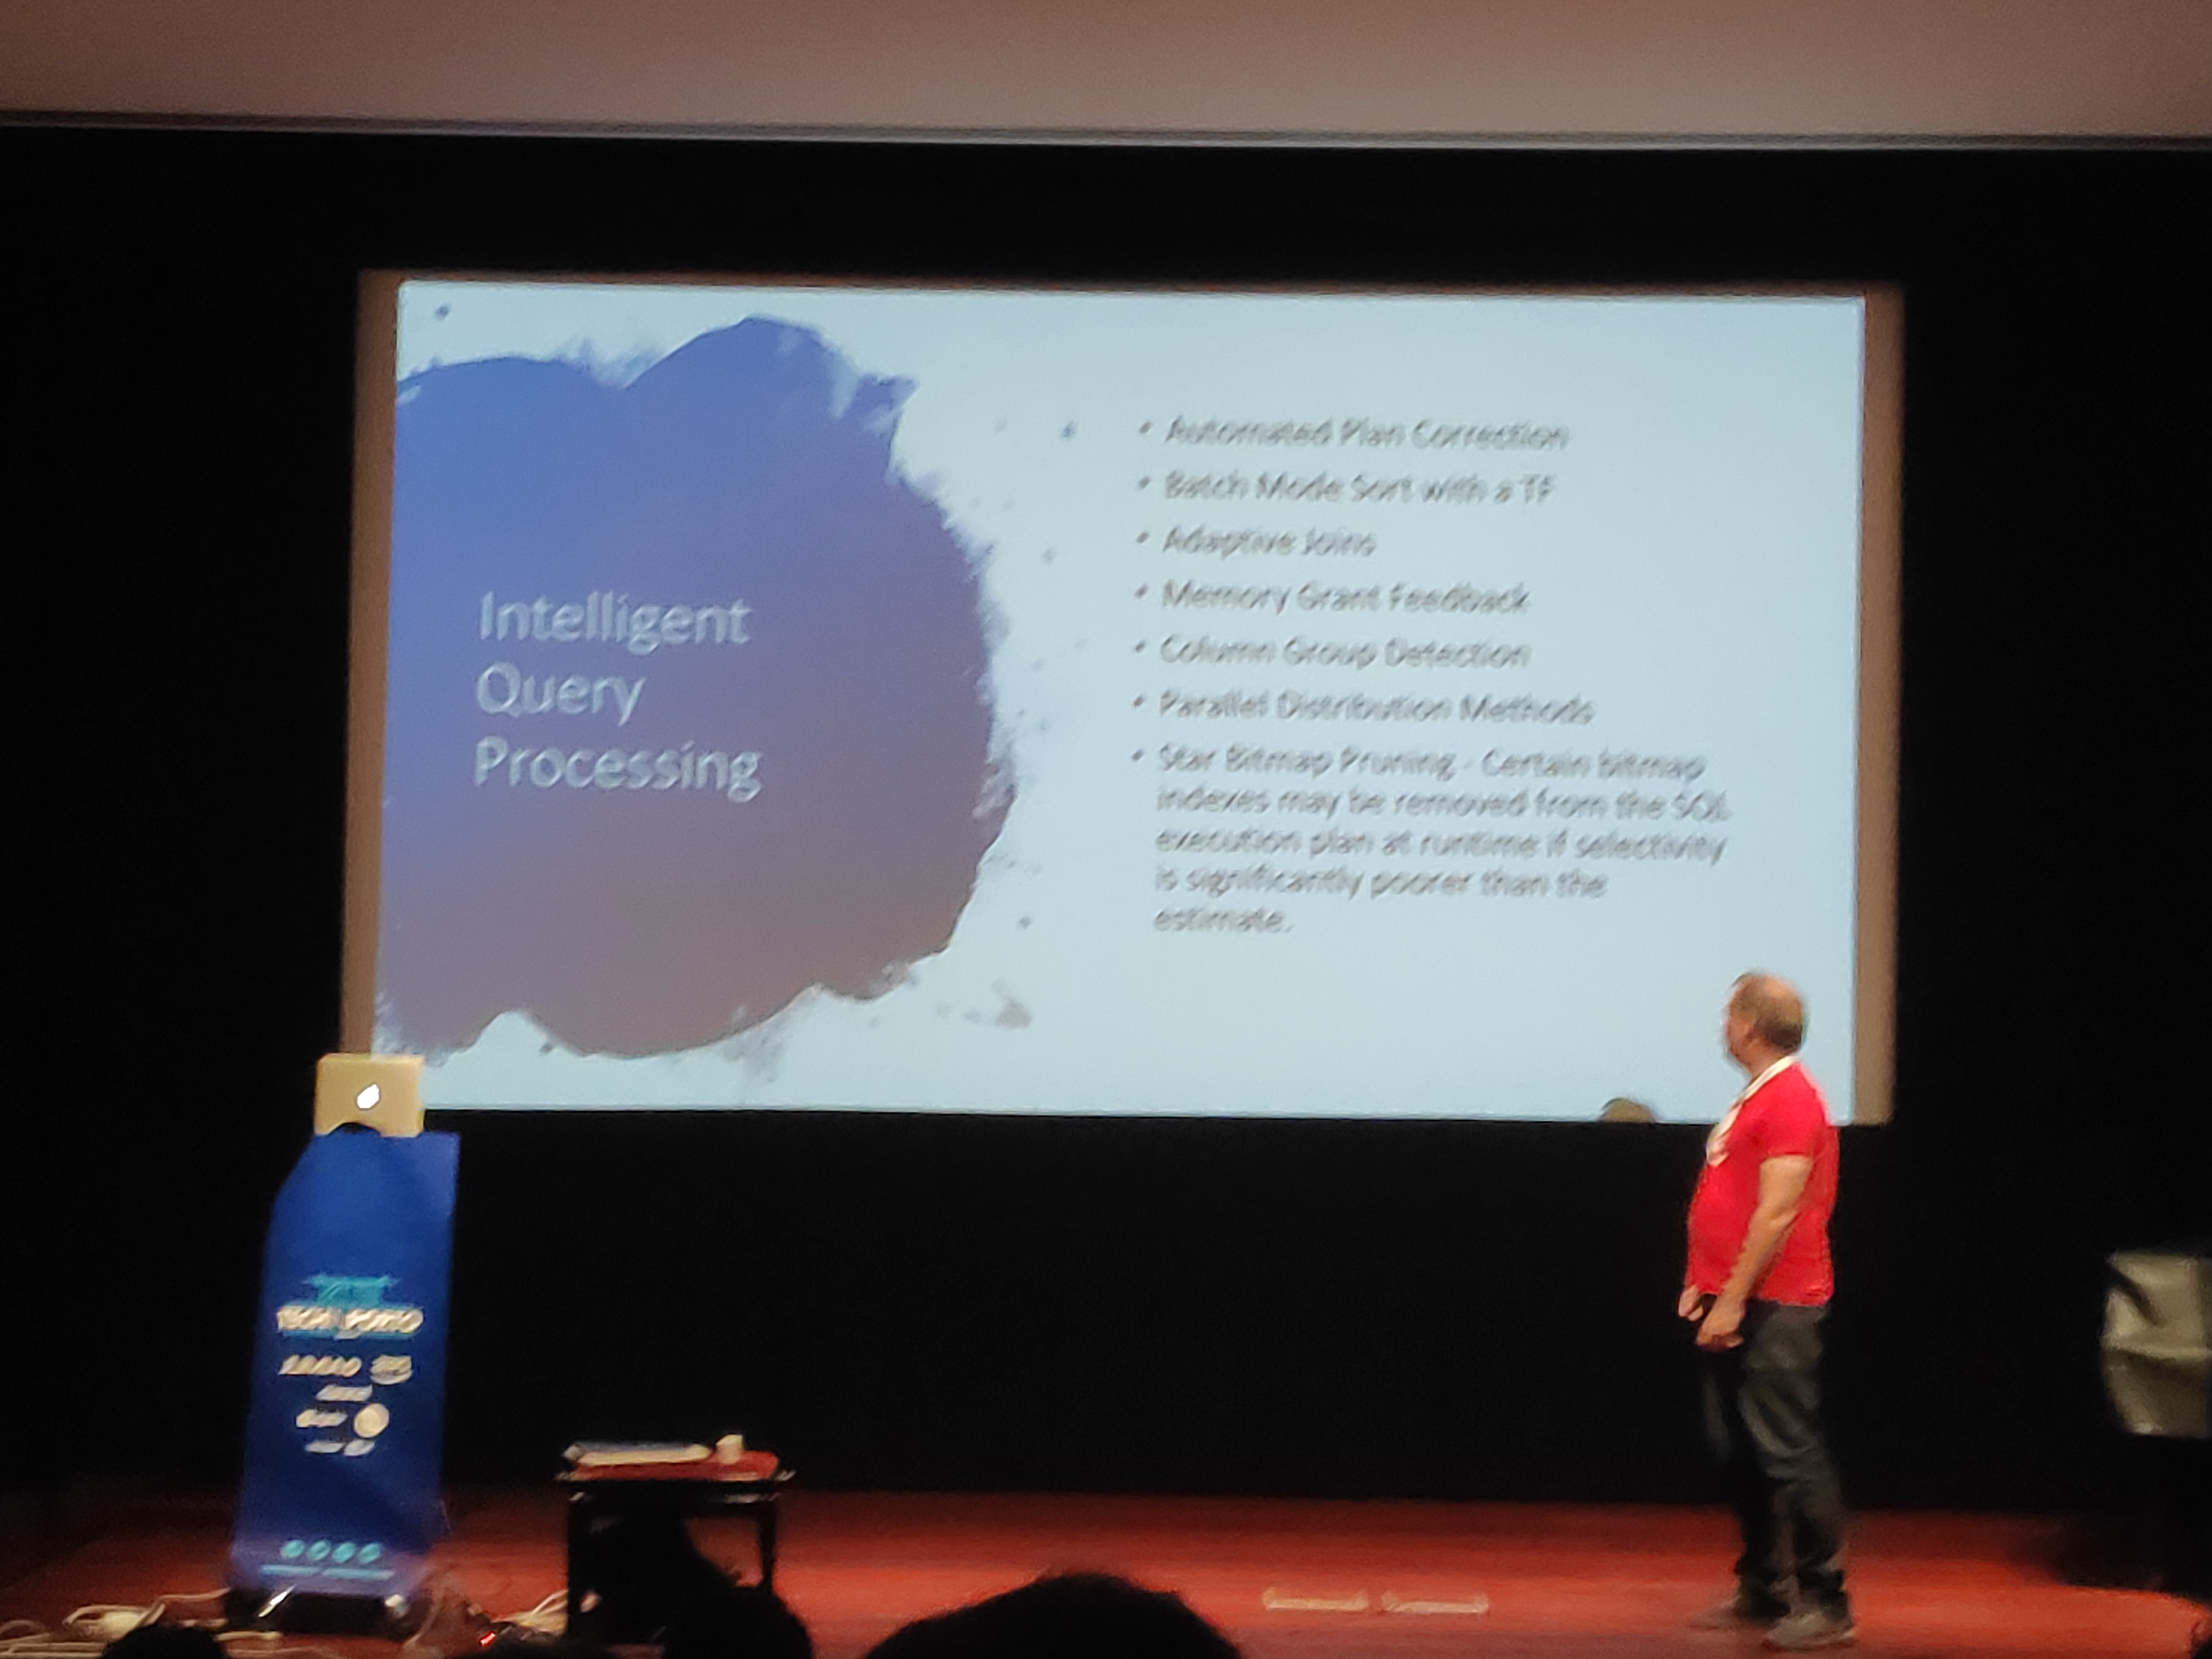 Intelligent
Query
Processing
• Automated Plan Correction
• Batch Mode Sort with a TF
• Adaptive Joins
• Memory Grant Feedback
• Column Group Detection
• Parallel Distribution Methods
• Star Bitmap Pruning - Certain bitmap
indexes may be removed from the SQL
execution plan at runtime if selectivity
is significantly poorer than the
estimate.
TECH PORTO